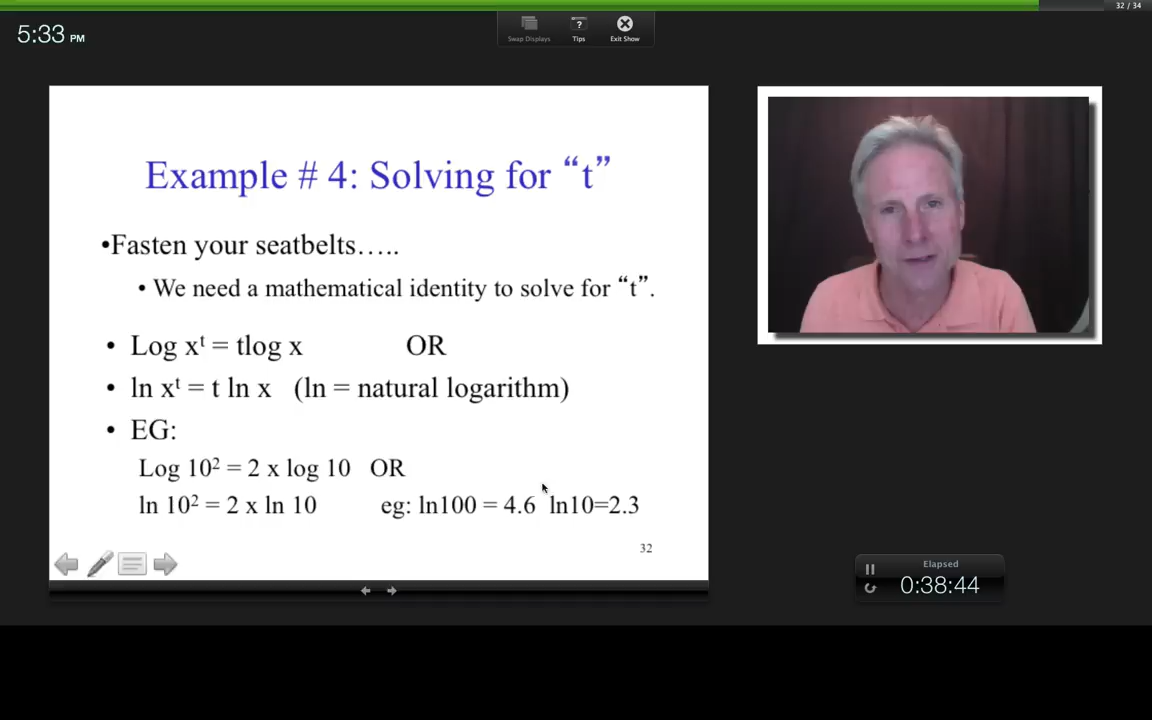 32 / 34
5:33 PM
Swap Displays
Tips
Exit Show
Example # 4: Solving for “t”
•Fasten your seatbelts…..
• We need a mathematical identity to solve for “t”.
• Log xᵗ = tlog x OR
• ln xᵗ = t ln x (ln = natural logarithm)
• EG:
Log 10² = 2 x log 10 OR
ln 10² = 2 x ln 10 eg: ln100 = 4.6 ln10=2.3
32
Elapsed
0:38:44